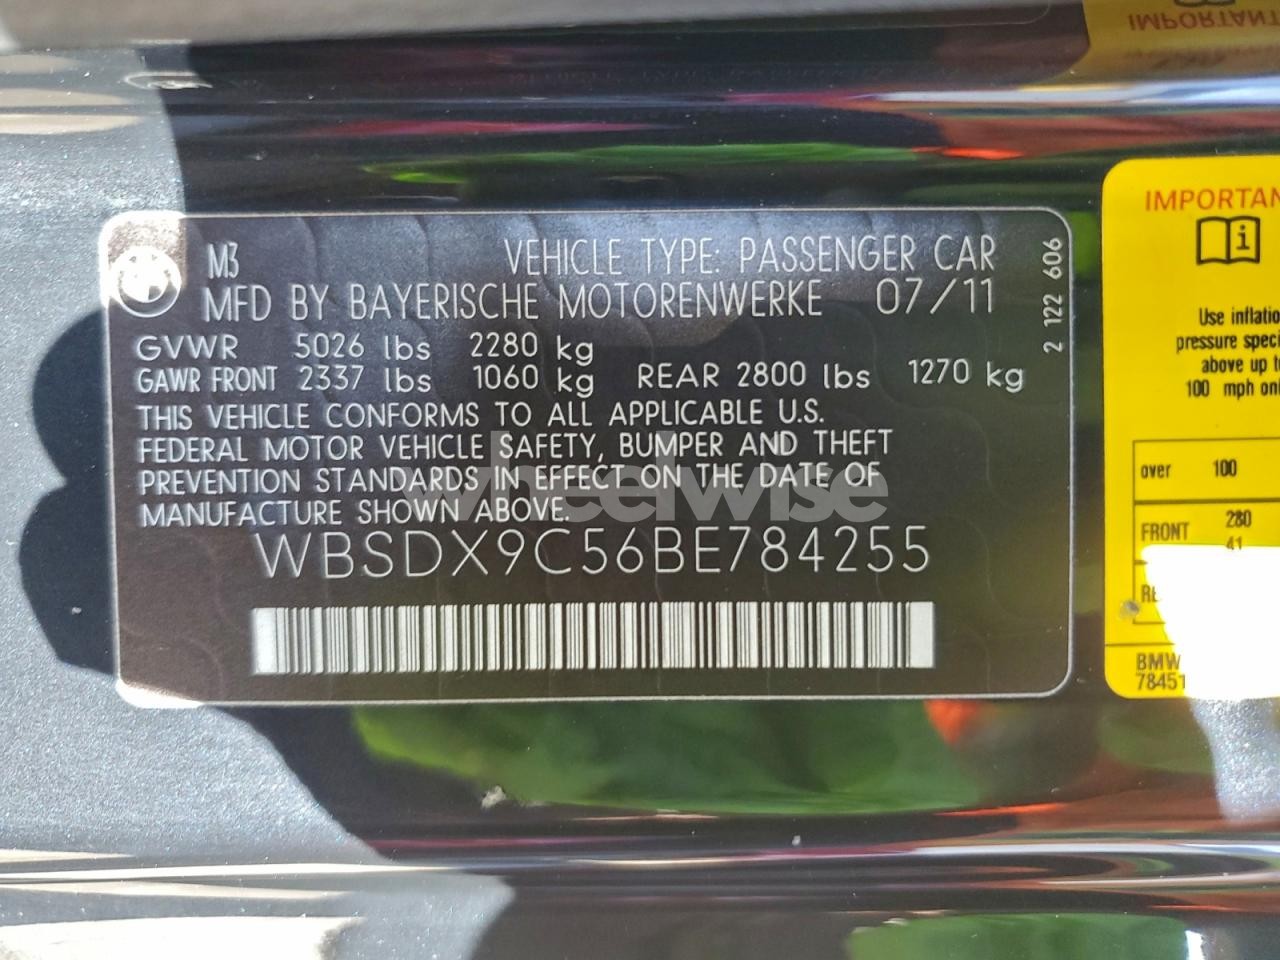 M3
VEHICLE TYPE: PASSENGER CAR
MFD BY BAYERISCHE MOTORENWERKE 07/11
2 122 606
GVWR 5026 lbs 2280 kg
GAWR FRONT 2337 lbs 1060 kg REAR 2800 lbs 1270 kg
THIS VEHICLE CONFORMS TO ALL APPLICABLE U.S.
FEDERAL MOTOR VEHICLE SAFETY, BUMPER AND THEFT
PREVENTION STANDARDS IN EFFECT ON THE DATE OF
MANUFACTURE SHOWN ABOVE.
WBSDX9C56BE784255
wheelwise
IMPORTAN
Use inflatio
pressure speci
above up t
100 mph onl
over 100
FRONT 280
41
RE
BMW
78451
IMPORTANT